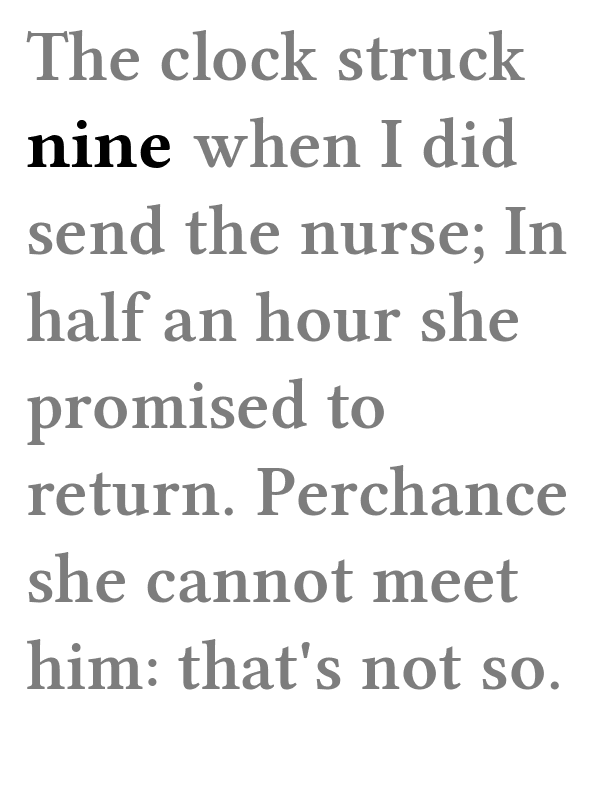 The clock struck
nine when I did
send the nurse; In
half an hour she
promised to
return. Perchance
she cannot meet
him: that's not so.